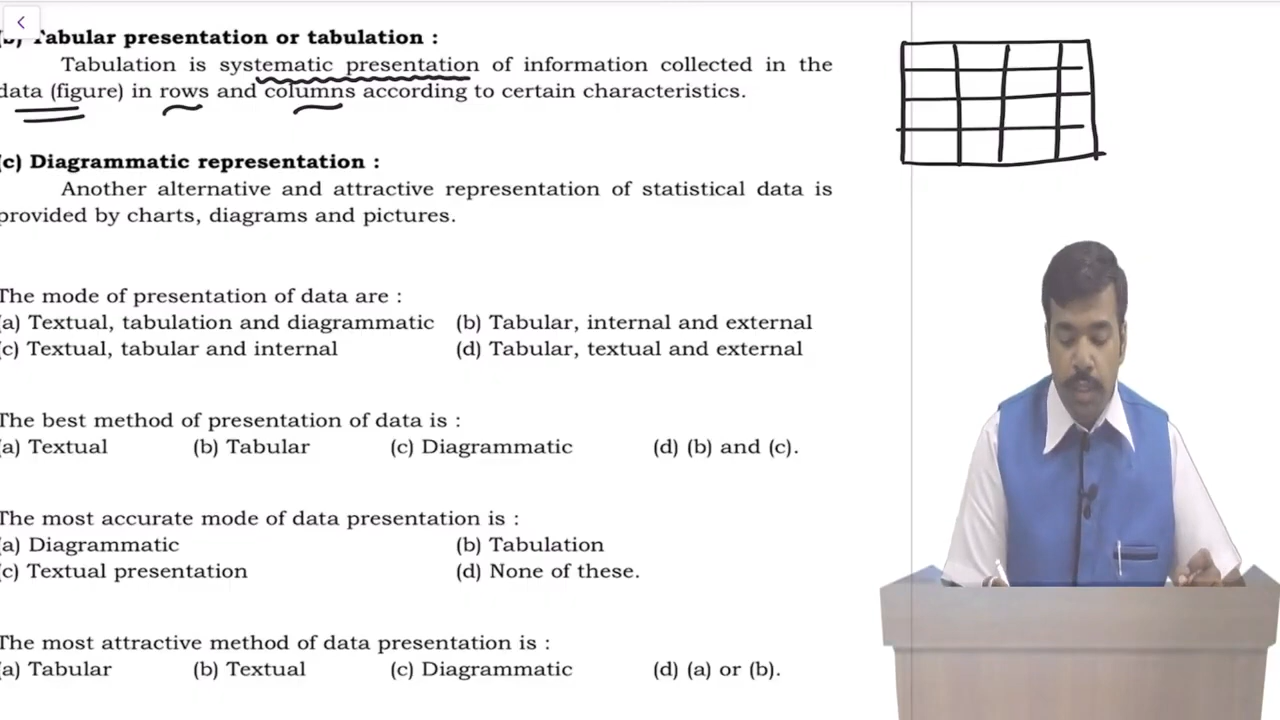 (b) Tabular presentation or tabulation :
Tabulation is systematic presentation of information collected in the
data (figure) in rows and columns according to certain characteristics.
(c) Diagrammatic representation :
Another alternative and attractive representation of statistical data is
provided by charts, diagrams and pictures.
The mode of presentation of data are :
(a) Textual, tabulation and diagrammatic (b) Tabular, internal and external
(c) Textual, tabular and internal (d) Tabular, textual and external
The best method of presentation of data is :
(a) Textual (b) Tabular (c) Diagrammatic (d) (b) and (c).
The most accurate mode of data presentation is :
(a) Diagrammatic (b) Tabulation
(c) Textual presentation (d) None of these.
The most attractive method of data presentation is :
(a) Tabular (b) Textual (c) Diagrammatic (d) (a) or (b).